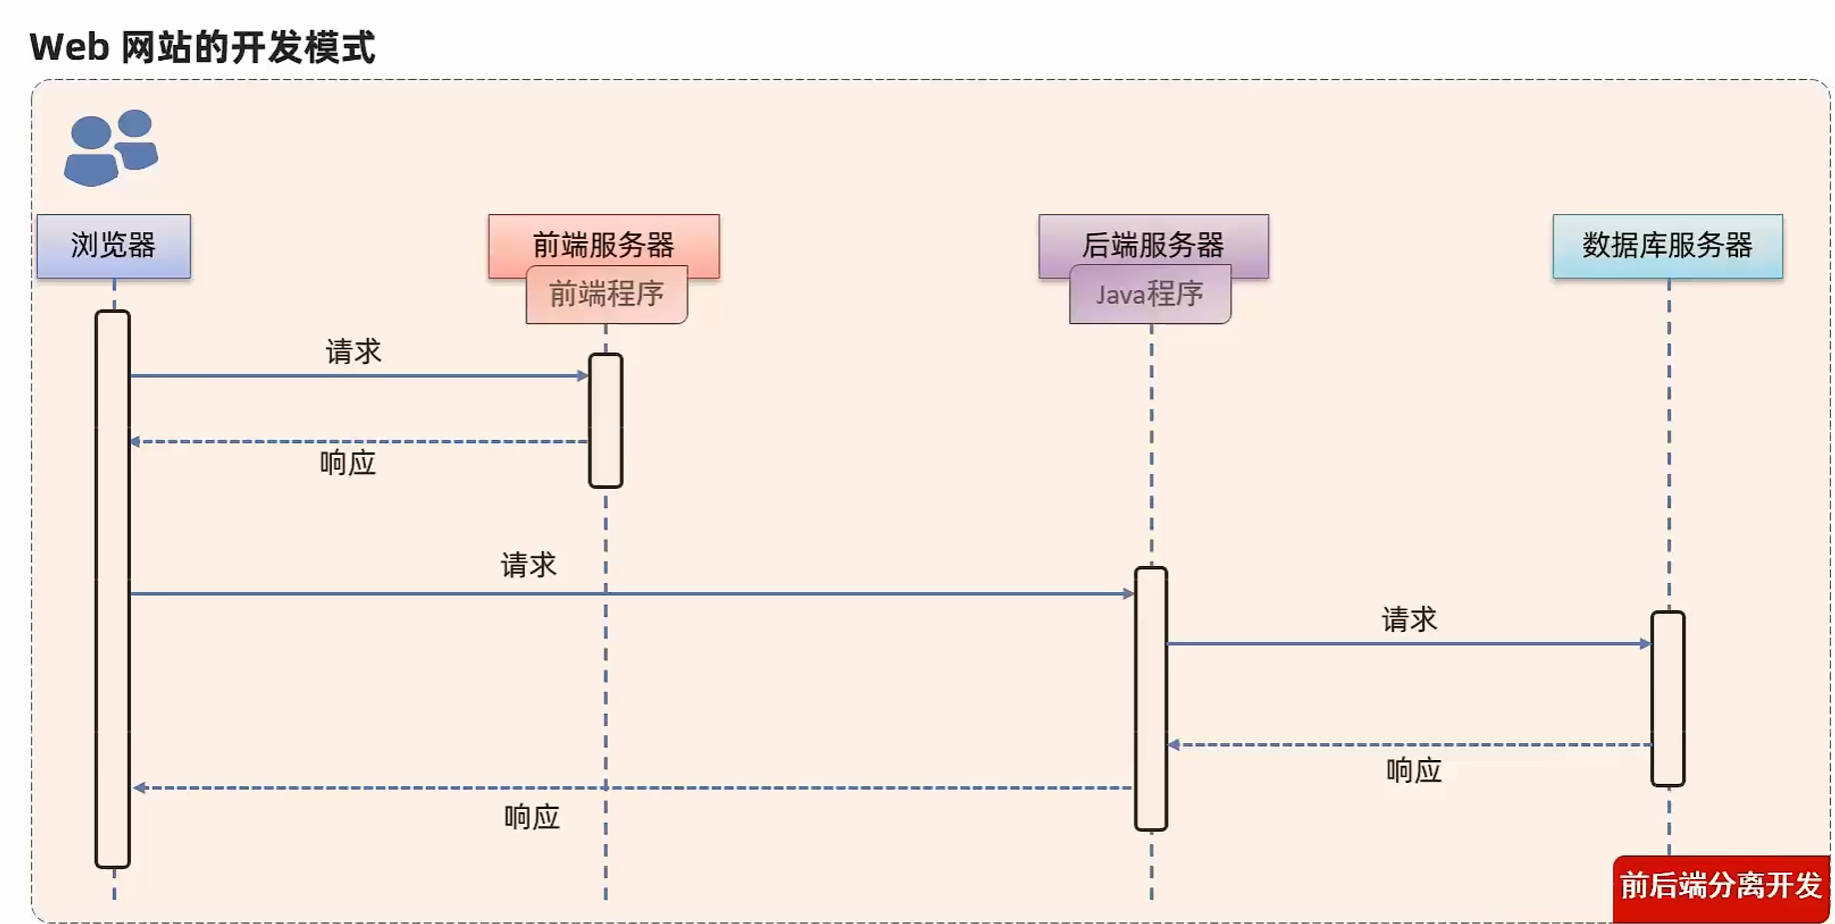 Web 网站的开发模式
浏览器
前端服务器
后端服务器
数据库服务器
前端程序
Java程序
请求
响应
请求
请求
响应
响应
前后端分离开发